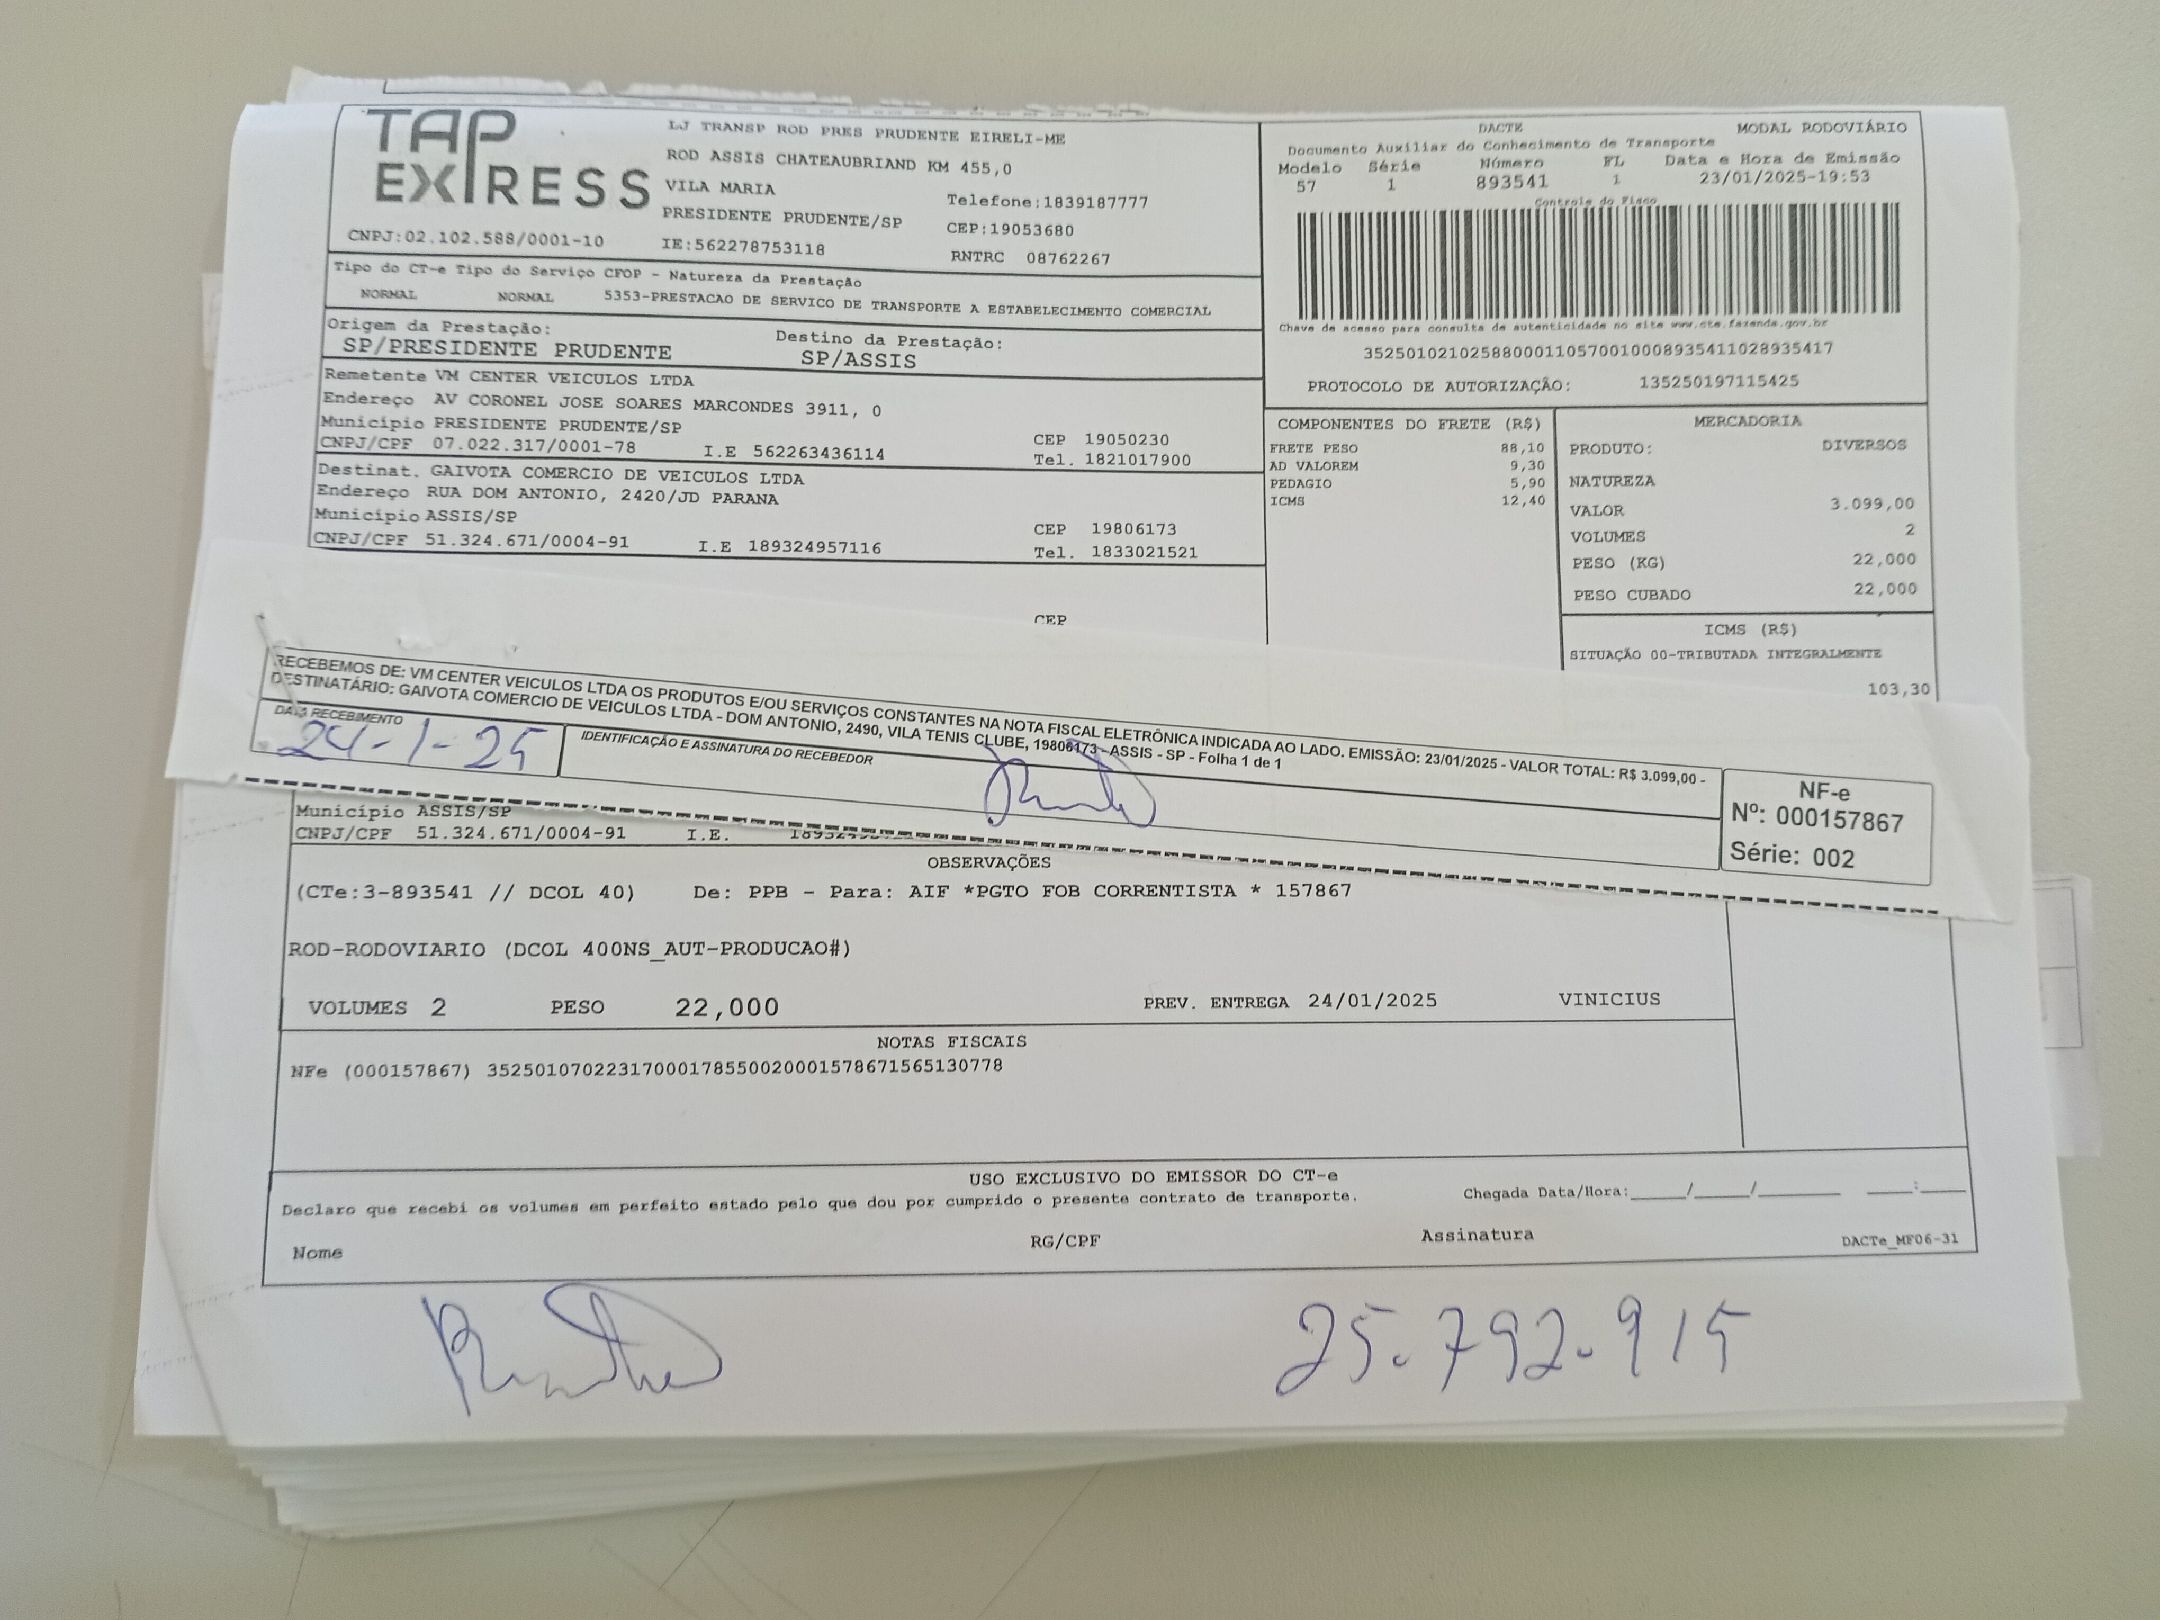 TAP EXPRESS
LJ TRANSP ROD PRES PRUDENTE EIRELI-ME
ROD ASSIS CHATEAUBRIAND KM 455,0
VILA MARIA
Telefone:1839187777
PRESIDENTE PRUDENTE/SP
CEP:19053680
CNPJ:02.102.588/0001-10
IE:562278753118
RNTRC 08762267
DACTE MODAL RODOVIÁRIO
Documento Auxiliar do Conhecimento de Transporte
Modelo Série Número FL Data e Hora de Emissão
57 1 893541 1 23/01/2025-19:53
Controle do Fisco
Chave de acesso para consulta de autenticidade no site www.cte.fazenda.gov.br
35250102102588000110570010008935411028935417
PROTOCOLO DE AUTORIZAÇÃO: 135250197115425
Tipo do CT-e Tipo do Serviço CFOP - Natureza da Prestação
NORMAL NORMAL 5353-PRESTACAO DE SERVICO DE TRANSPORTE A ESTABELECIMENTO COMERCIAL
Origem da Prestação: Destino da Prestação:
SP/PRESIDENTE PRUDENTE SP/ASSIS
Remetente VM CENTER VEICULOS LTDA
Endereço AV CORONEL JOSE SOARES MARCONDES 3911, 0
Município PRESIDENTE PRUDENTE/SP CEP 19050230
CNPJ/CPF 07.022.317/0001-78 I.E 562263436114 Tel. 1821017900
Destinat. GAIVOTA COMERCIO DE VEICULOS LTDA
Endereço RUA DOM ANTONIO, 2420/JD PARANA
Município ASSIS/SP CEP 19806173
CNPJ/CPF 51.324.671/0004-91 I.E 189324957116 Tel. 1833021521
CEP
COMPONENTES DO FRETE (R$)
FRETE PESO 88,10
AD VALOREM 9,30
PEDAGIO 5,90
ICMS 12,40
MERCADORIA
PRODUTO: DIVERSOS
NATUREZA
VALOR 3.099,00
VOLUMES 2
PESO (KG) 22,000
PESO CUBADO 22,000
ICMS (R$)
SITUAÇÃO 00-TRIBUTADA INTEGRALMENTE
103,30
RECEBEMOS DE: VM CENTER VEICULOS LTDA OS PRODUTOS E/OU SERVIÇOS CONSTANTES NA NOTA FISCAL ELETRÔNICA INDICADA AO LADO. EMISSÃO: 23/01/2025 - VALOR TOTAL: R$ 3.099,00 -
DESTINATÁRIO: GAIVOTA COMERCIO DE VEICULOS LTDA - DOM ANTONIO, 2490, VILA TENIS CLUBE, 19806173 - ASSIS - SP - Folha 1 de 1
DATA RECEBIMENTO IDENTIFICAÇÃO E ASSINATURA DO RECEBEDOR
24-1-25
NF-e
Nº: 000157867
Série: 002
Município ASSIS/SP
CNPJ/CPF 51.324.671/0004-91 I.E.
OBSERVAÇÕES
(CTe:3-893541 // DCOL 40) De: PPB - Para: AIF *PGTO FOB CORRENTISTA * 157867
ROD-RODOVIARIO (DCOL 400NS_AUT-PRODUCAO#)
VOLUMES 2 PESO 22,000 PREV. ENTREGA 24/01/2025 VINICIUS
NOTAS FISCAIS
NFe (000157867) 35250107022317000178550020001578671565130778
USO EXCLUSIVO DO EMISSOR DO CT-e
Declaro que recebi os volumes em perfeito estado pelo que dou por cumprido o presente contrato de transporte. Chegada Data/Hora:_____/_____/________ ____:____
Nome RG/CPF Assinatura DACTe_MF06-31
25.792.915